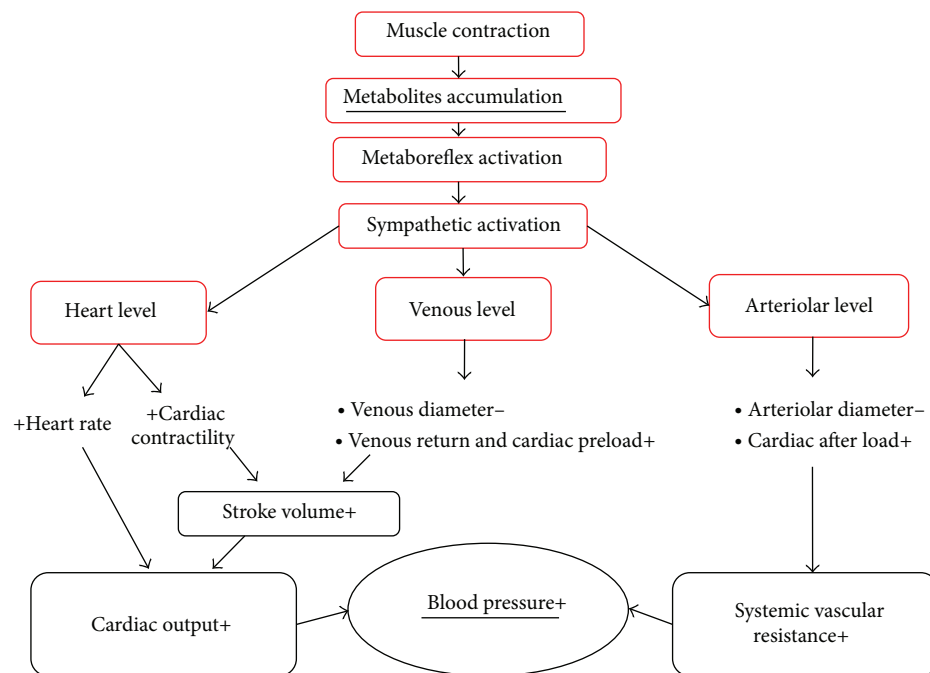 Muscle contraction
Metabolites accumulation
Metaboreflex activation
Sympathetic activation
Heart level
Venous level
Arteriolar level
+Heart rate
+Cardiac
contractility
• Venous diameter–
• Venous return and cardiac preload+
• Arteriolar diameter–
• Cardiac after load+
Stroke volume+
Cardiac output+
Blood pressure+
Systemic vascular
resistance+